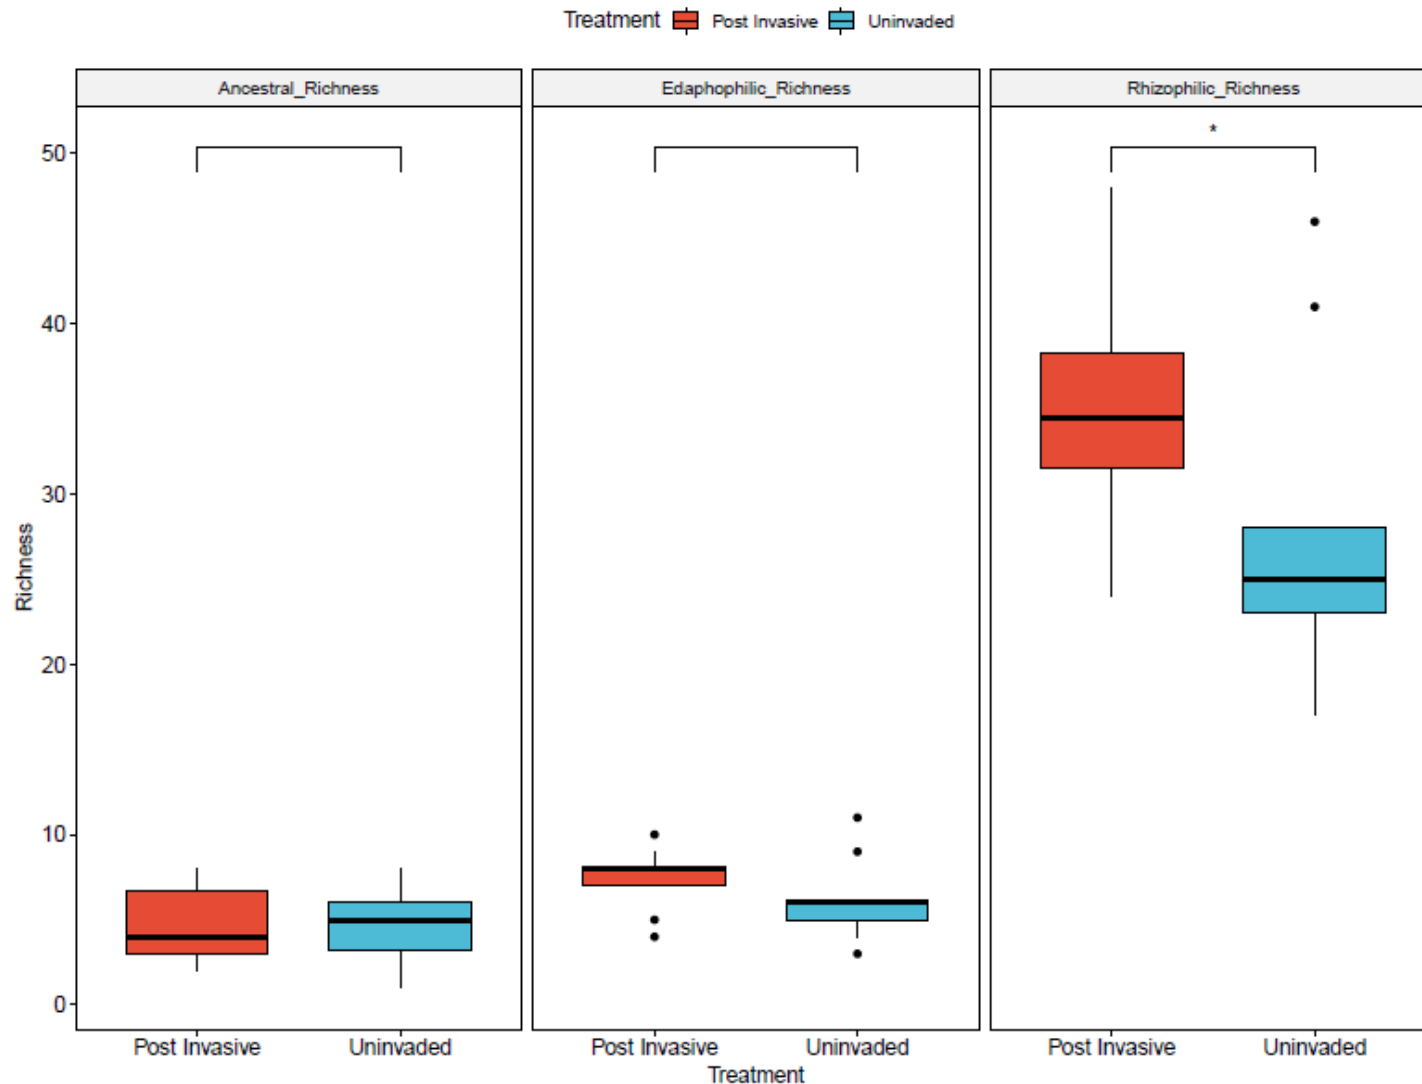 Treatment Post Invasive Uninvaded
Ancestral_Richness
Edaphophilic_Richness
Rhizophilic_Richness
*
50
40
30
20
10
0
Richness
Post Invasive Uninvaded
Post Invasive Uninvaded
Post Invasive Uninvaded
Treatment